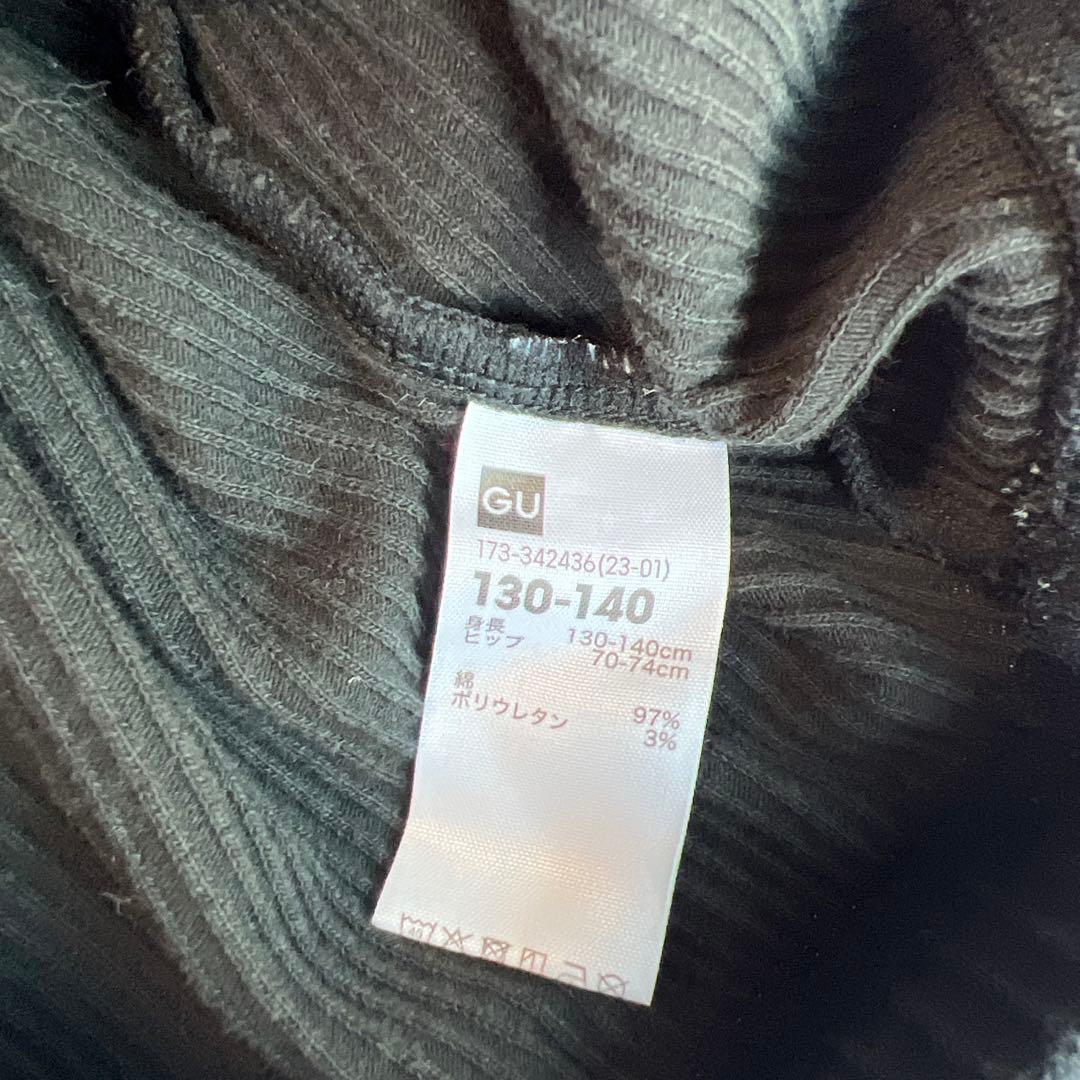 GU
173-342436(23-01)
130-140
身長 130-140cm
ヒップ 70-74cm
綿 97%
ポリウレタン 3%